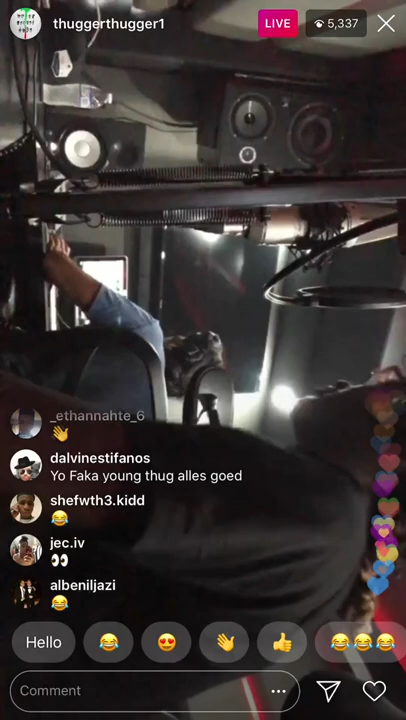 thuggerthugger1
LIVE
5,337
_ethannahte_6
👋
dalvinestifanos
Yo Faka young thug alles goed
shefwth3.kidd
😂
jec.iv
👀
albeniljazi
😂
Hello
😂
😍
👋
👍
😂😂😂
Comment